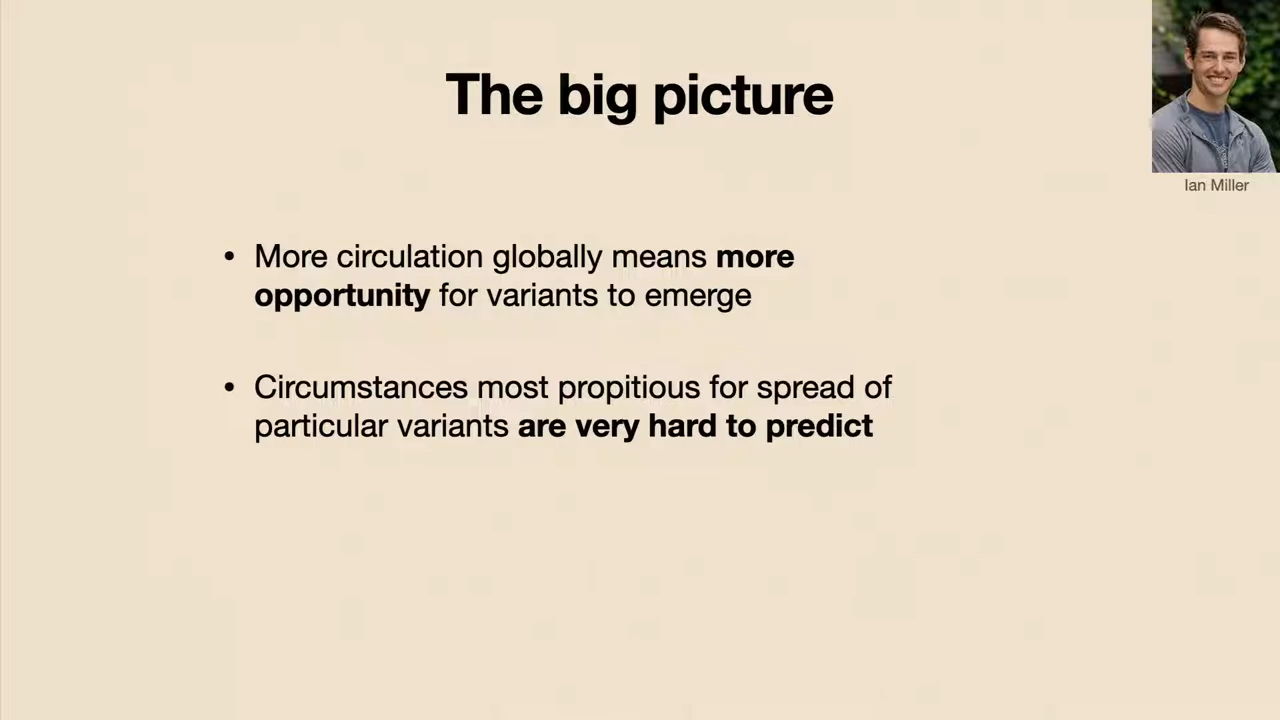 The big picture
Ian Miller
• More circulation globally means more
opportunity for variants to emerge
• Circumstances most propitious for spread of
particular variants are very hard to predict